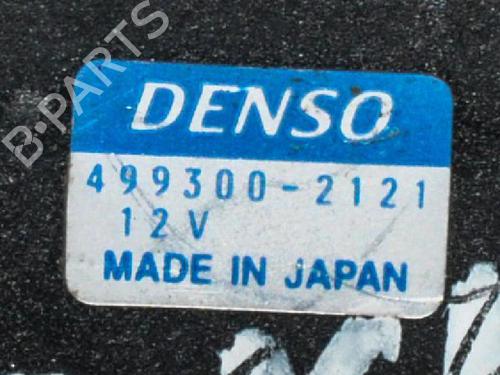 B-PARTS
DENSO
499300-2121
12V
MADE IN JAPAN